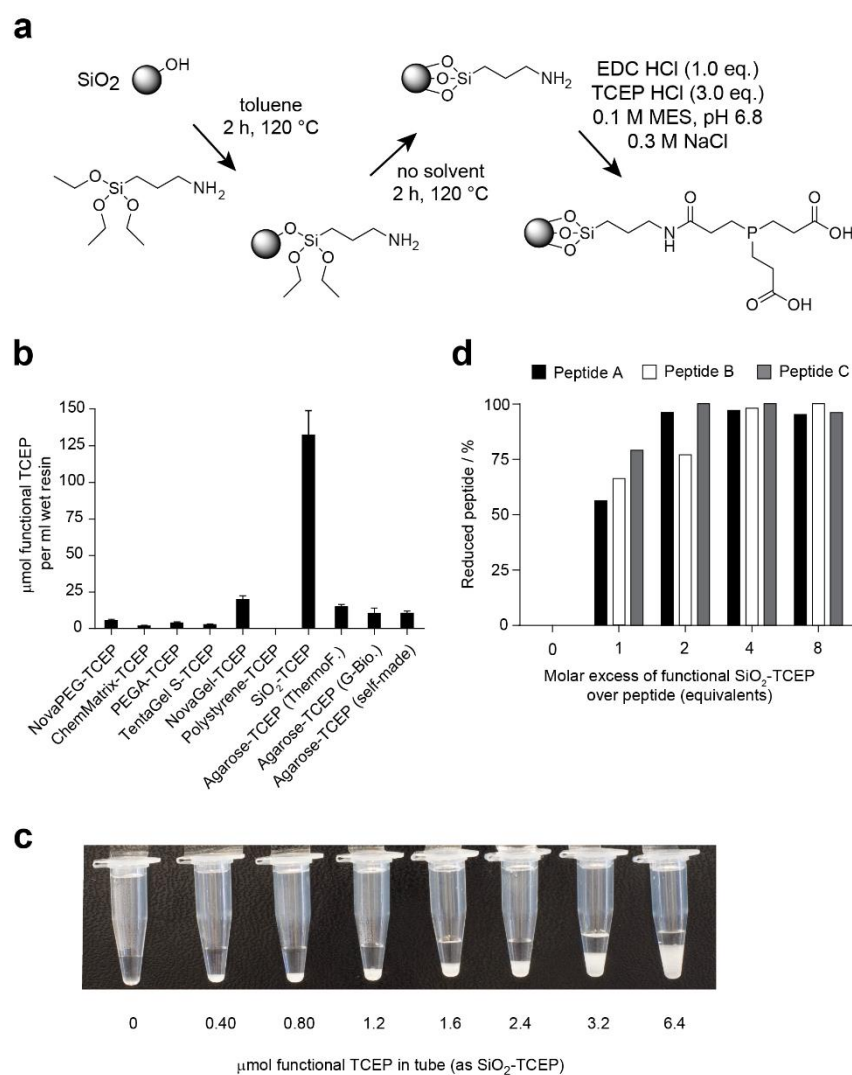 a
SiO2
OH
toluene
2 h, 120 °C
O
Si
O
O
NH2
O
Si
O
O
NH2
no solvent
2 h, 120 °C
O
O
Si
O
NH2
EDC HCl (1.0 eq.)
TCEP HCl (3.0 eq.)
0.1 M MES, pH 6.8
0.3 M NaCl
O
O
Si
O
N
H
O
P
O
OH
O
OH
b
μmol functional TCEP
per ml wet resin
150
125
100
75
50
25
0
NovaPEG-TCEP
ChemMatrix-TCEP
PEGA-TCEP
TentaGel S-TCEP
NovaGel-TCEP
Polystyrene-TCEP
SiO2-TCEP
Agarose-TCEP (ThermoF.)
Agarose-TCEP (G-Bio.)
Agarose-TCEP (self-made)
d
Peptide A Peptide B Peptide C
Reduced peptide / %
100
75
50
25
0
0 1 2 4 8
Molar excess of functional SiO2-TCEP
over peptide (equivalents)
c
0 0.40 0.80 1.2 1.6 2.4 3.2 6.4
μmol functional TCEP in tube (as SiO2-TCEP)